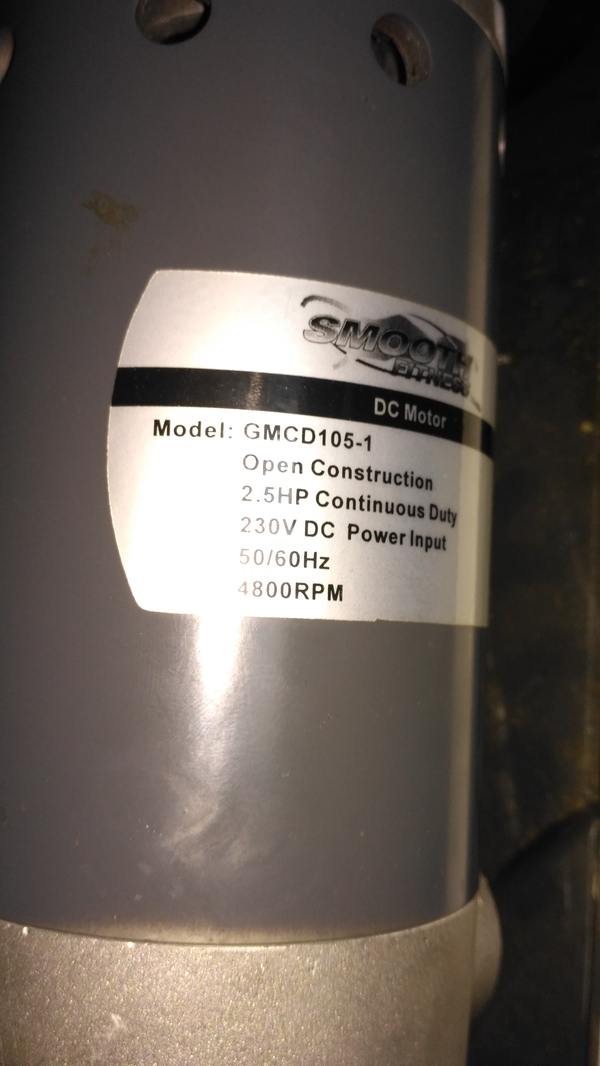 SMOOTH
FITNESS
DC Motor
Model: GMCD105-1
Open Construction
2.5HP Continuous Duty
230V DC Power Input
50/60Hz
4800RPM